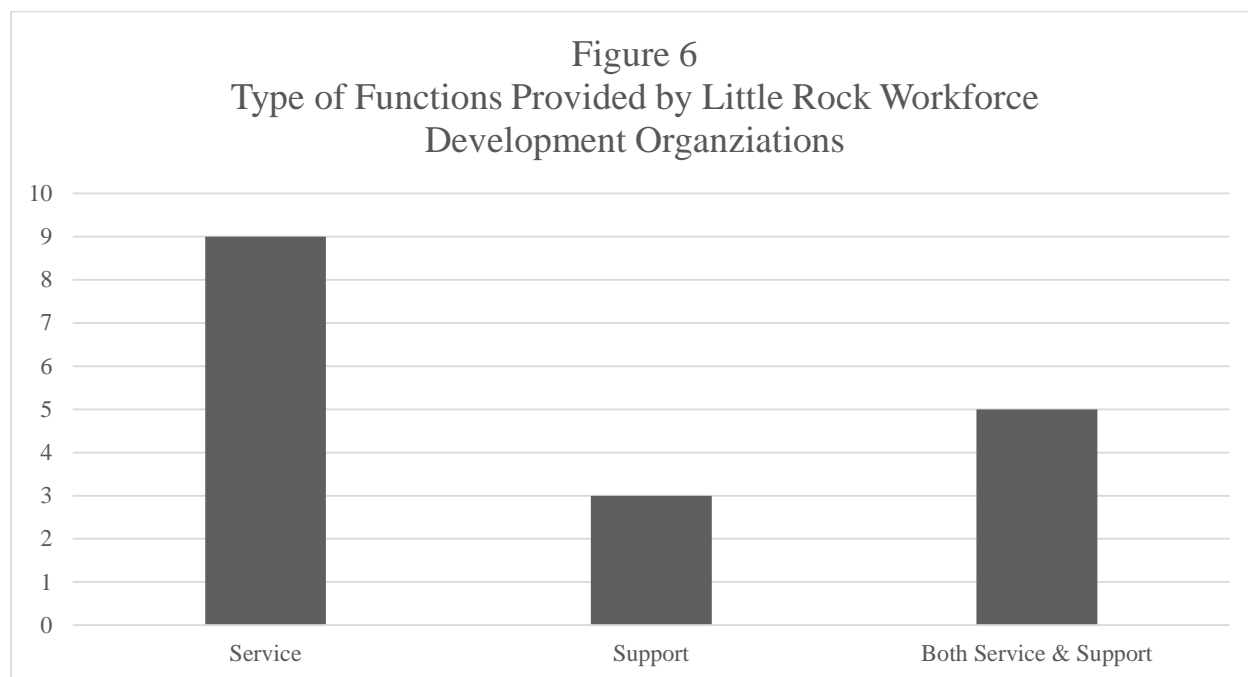 Figure 6
Type of Functions Provided by Little Rock Workforce
Development Organziations
10
9
8
7
6
5
4
3
2
1
0
Service
Support
Both Service & Support